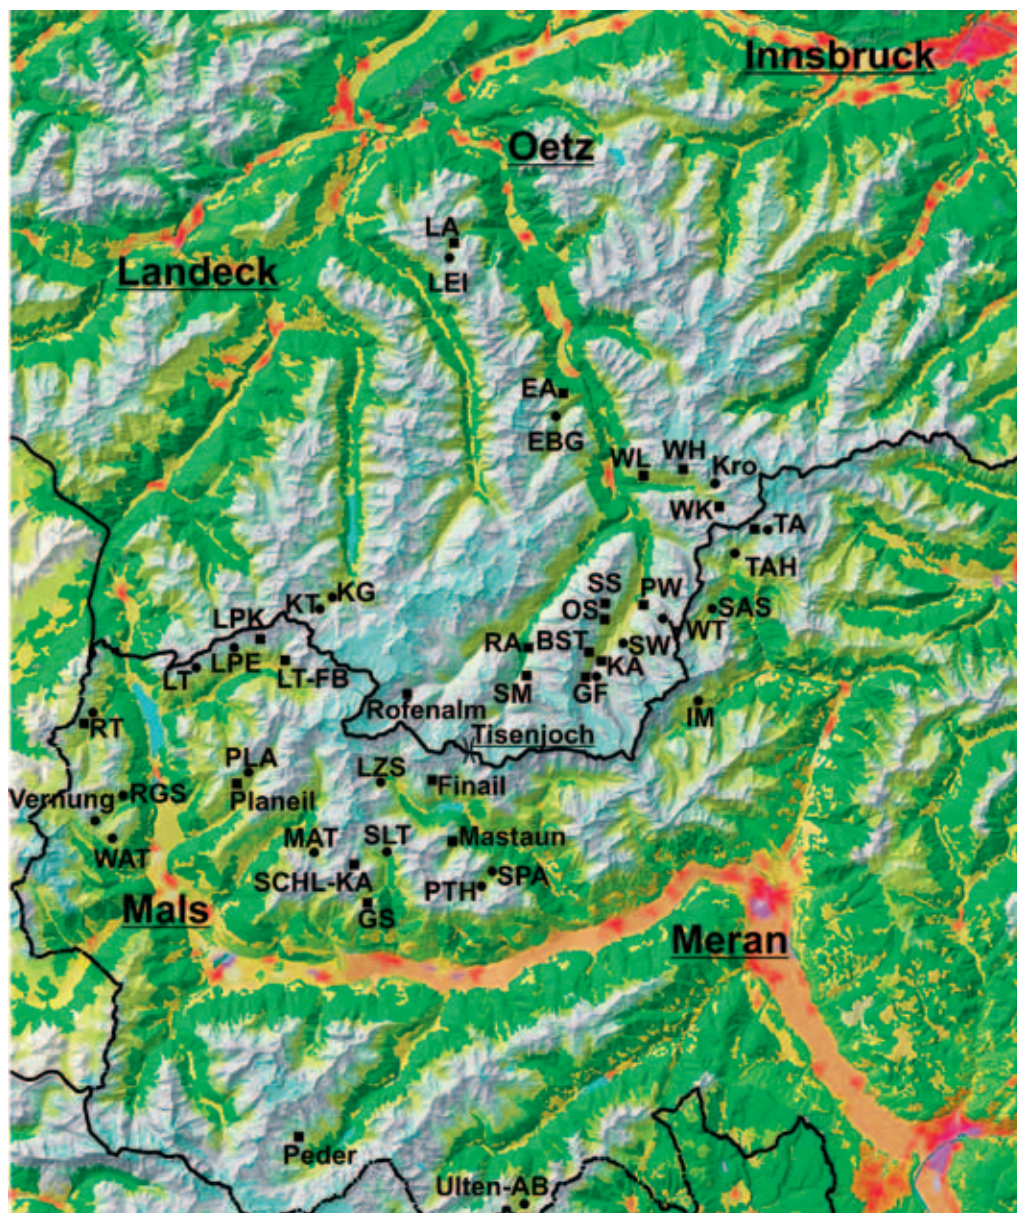 Innsbruck
Oetz
LA
Landeck
LEI
EA
EBG
WL
WH
Kro
WK
TA
TAH
SS
PW
KG
KT
OS
SAS
LPK
WT
RA
BST
SW
LPE
KA
LT
LT-FB
SM
GF
Rofenalm
IM
RT
Tisenjoch
PLA
LZS
Finail
Planeil
Vernung
RGS
MAT
SLT
Mastaun
WAT
SCHL-KA
SPA
PTH
Mals
GS
Meran
Peder
Ulten-AB